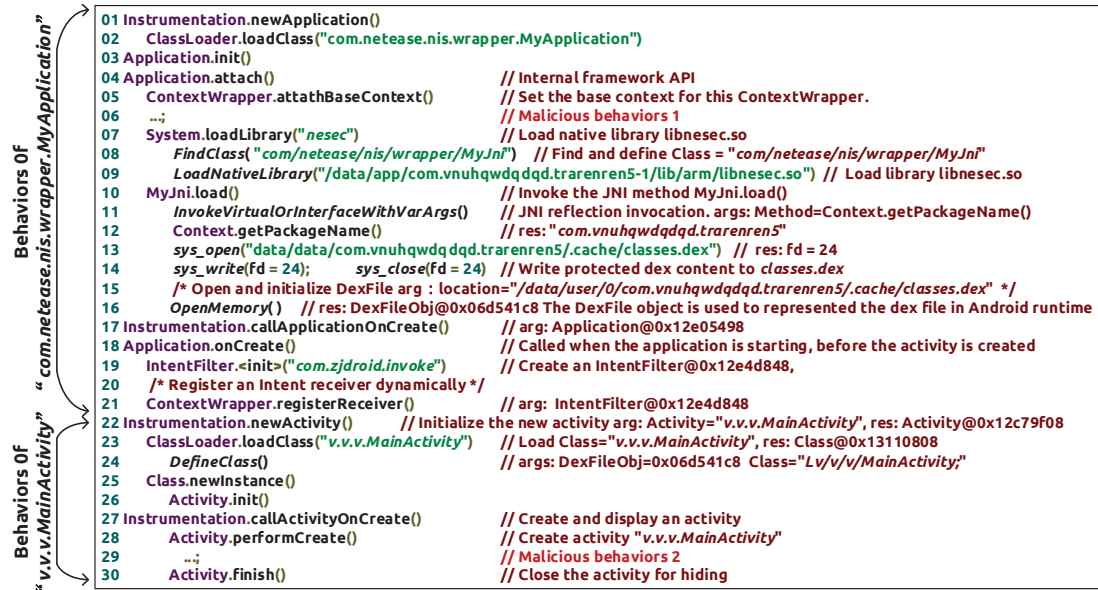 Behaviors 0f
“com.netease.nis.wrapper.MyApplication”
01 Instrumentation.newApplication()
02 ClassLoader.loadClass("com.netease.nis.wrapper.MyApplication")
03 Application.init()
04 Application.attach() // Internal framework API
05 ContextWrapper.attathBaseContext() // Set the base context for this ContextWrapper.
06 ...; // Malicious behaviors 1
07 System.loadLibrary("nesec") // Load native library libnesec.so
08 FindClass( "com/netease/nis/wrapper/MyJni") // Find and define Class = "com/netease/nis/wrapper/MyJni"
09 LoadNativeLibrary("/data/app/com.vnuhqwdqdqd.trarenren5-1/lib/arm/libnesec.so") // Load library libnesec.so
10 MyJni.load() // Invoke the JNI method MyJni.load()
11 InvokeVirtualOrInterfaceWithVarArgs() // JNI reflection invocation. args: Method=Context.getPackageName()
12 Context.getPackageName() // res: "com.vnuhqwdqdqd.trarenren5"
13 sys_open("data/data/com.vnuhqwdqdqd.trarenren5/.cache/classes.dex") // res: fd = 24
14 sys_write(fd = 24); sys_close(fd = 24) // Write protected dex content to classes.dex
15 /* Open and initialize DexFile arg : location="/data/user/0/com.vnuhqwdqdqd.trarenren5/.cache/classes.dex" */
16 OpenMemory( ) // res: DexFileObj@0x06d541c8 The DexFile object is used to represented the dex file in Android runtime
17 Instrumentation.callApplicationOnCreate() // arg: Application@0x12e05498
18 Application.onCreate() // Called when the application is starting, before the activity is created
19 IntentFilter.<init>("com.zjdroid.invoke") // Create an IntentFilter@0x12e4d848,
20 /* Register an Intent receiver dynamically */
21 ContextWrapper.registerReceiver() // arg: IntentFilter@0x12e4d848
Behaviors 0f
“v.v.v.MainActivity”
22 Instrumentation.newActivity() // Initialize the new activity arg: Activity="v.v.v.MainActivity", res: Activity@0x12c79f08
23 ClassLoader.loadClass("v.v.v.MainActivity") // Load Class="v.v.v.MainActivity", res: Class@0x13110808
24 DefineClass() // args: DexFileObj=0x06d541c8 Class="Lv/v/v/MainActivity;"
25 Class.newInstance()
26 Activity.init()
27 Instrumentation.callActivityOnCreate() // Create and display an activity
28 Activity.performCreate() // Create activity "v.v.v.MainActivity"
29 ...; // Malicious behaviors 2
30 Activity.finish() // Close the activity for hiding